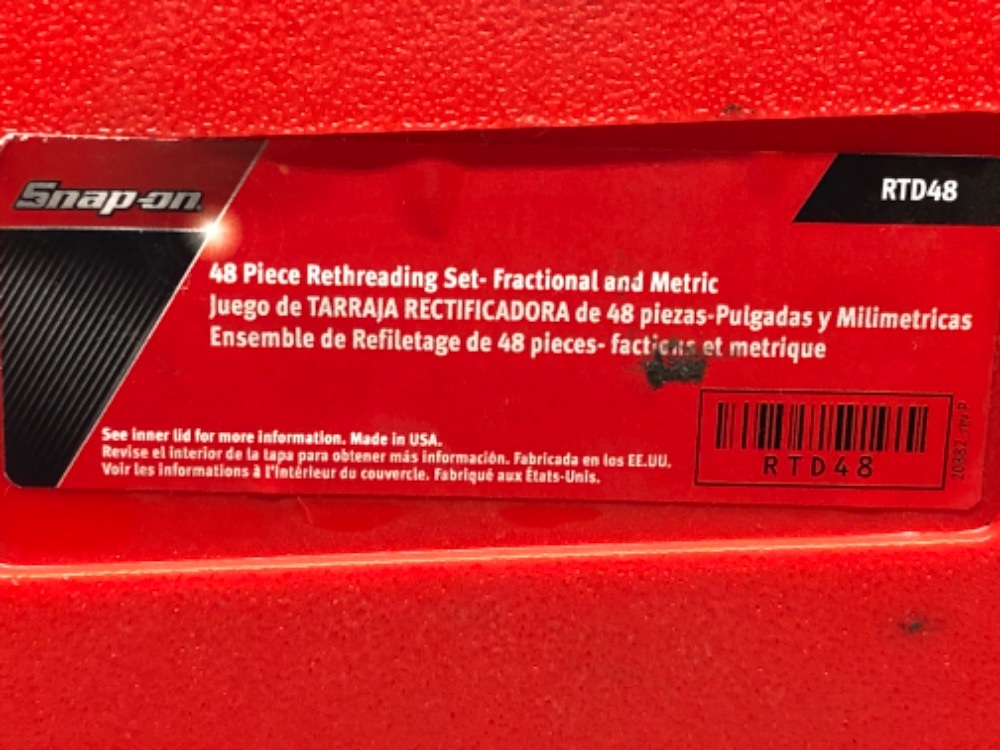 Snap-on
RTD48
48 Piece Rethreading Set- Fractional and Metric
Juego de TARRAJA RECTIFICADORA de 48 piezas-Pulgadas y Milimetricas
Ensemble de Refiletage de 48 pieces- factions et metrique
See inner lid for more information. Made in USA.
Revise el interior de la tapa para obtener más información. Fabricada en los EE.UU.
Voir les informations à l'intérieur du couvercle. Fabriqué aux États-Unis.
RTD48